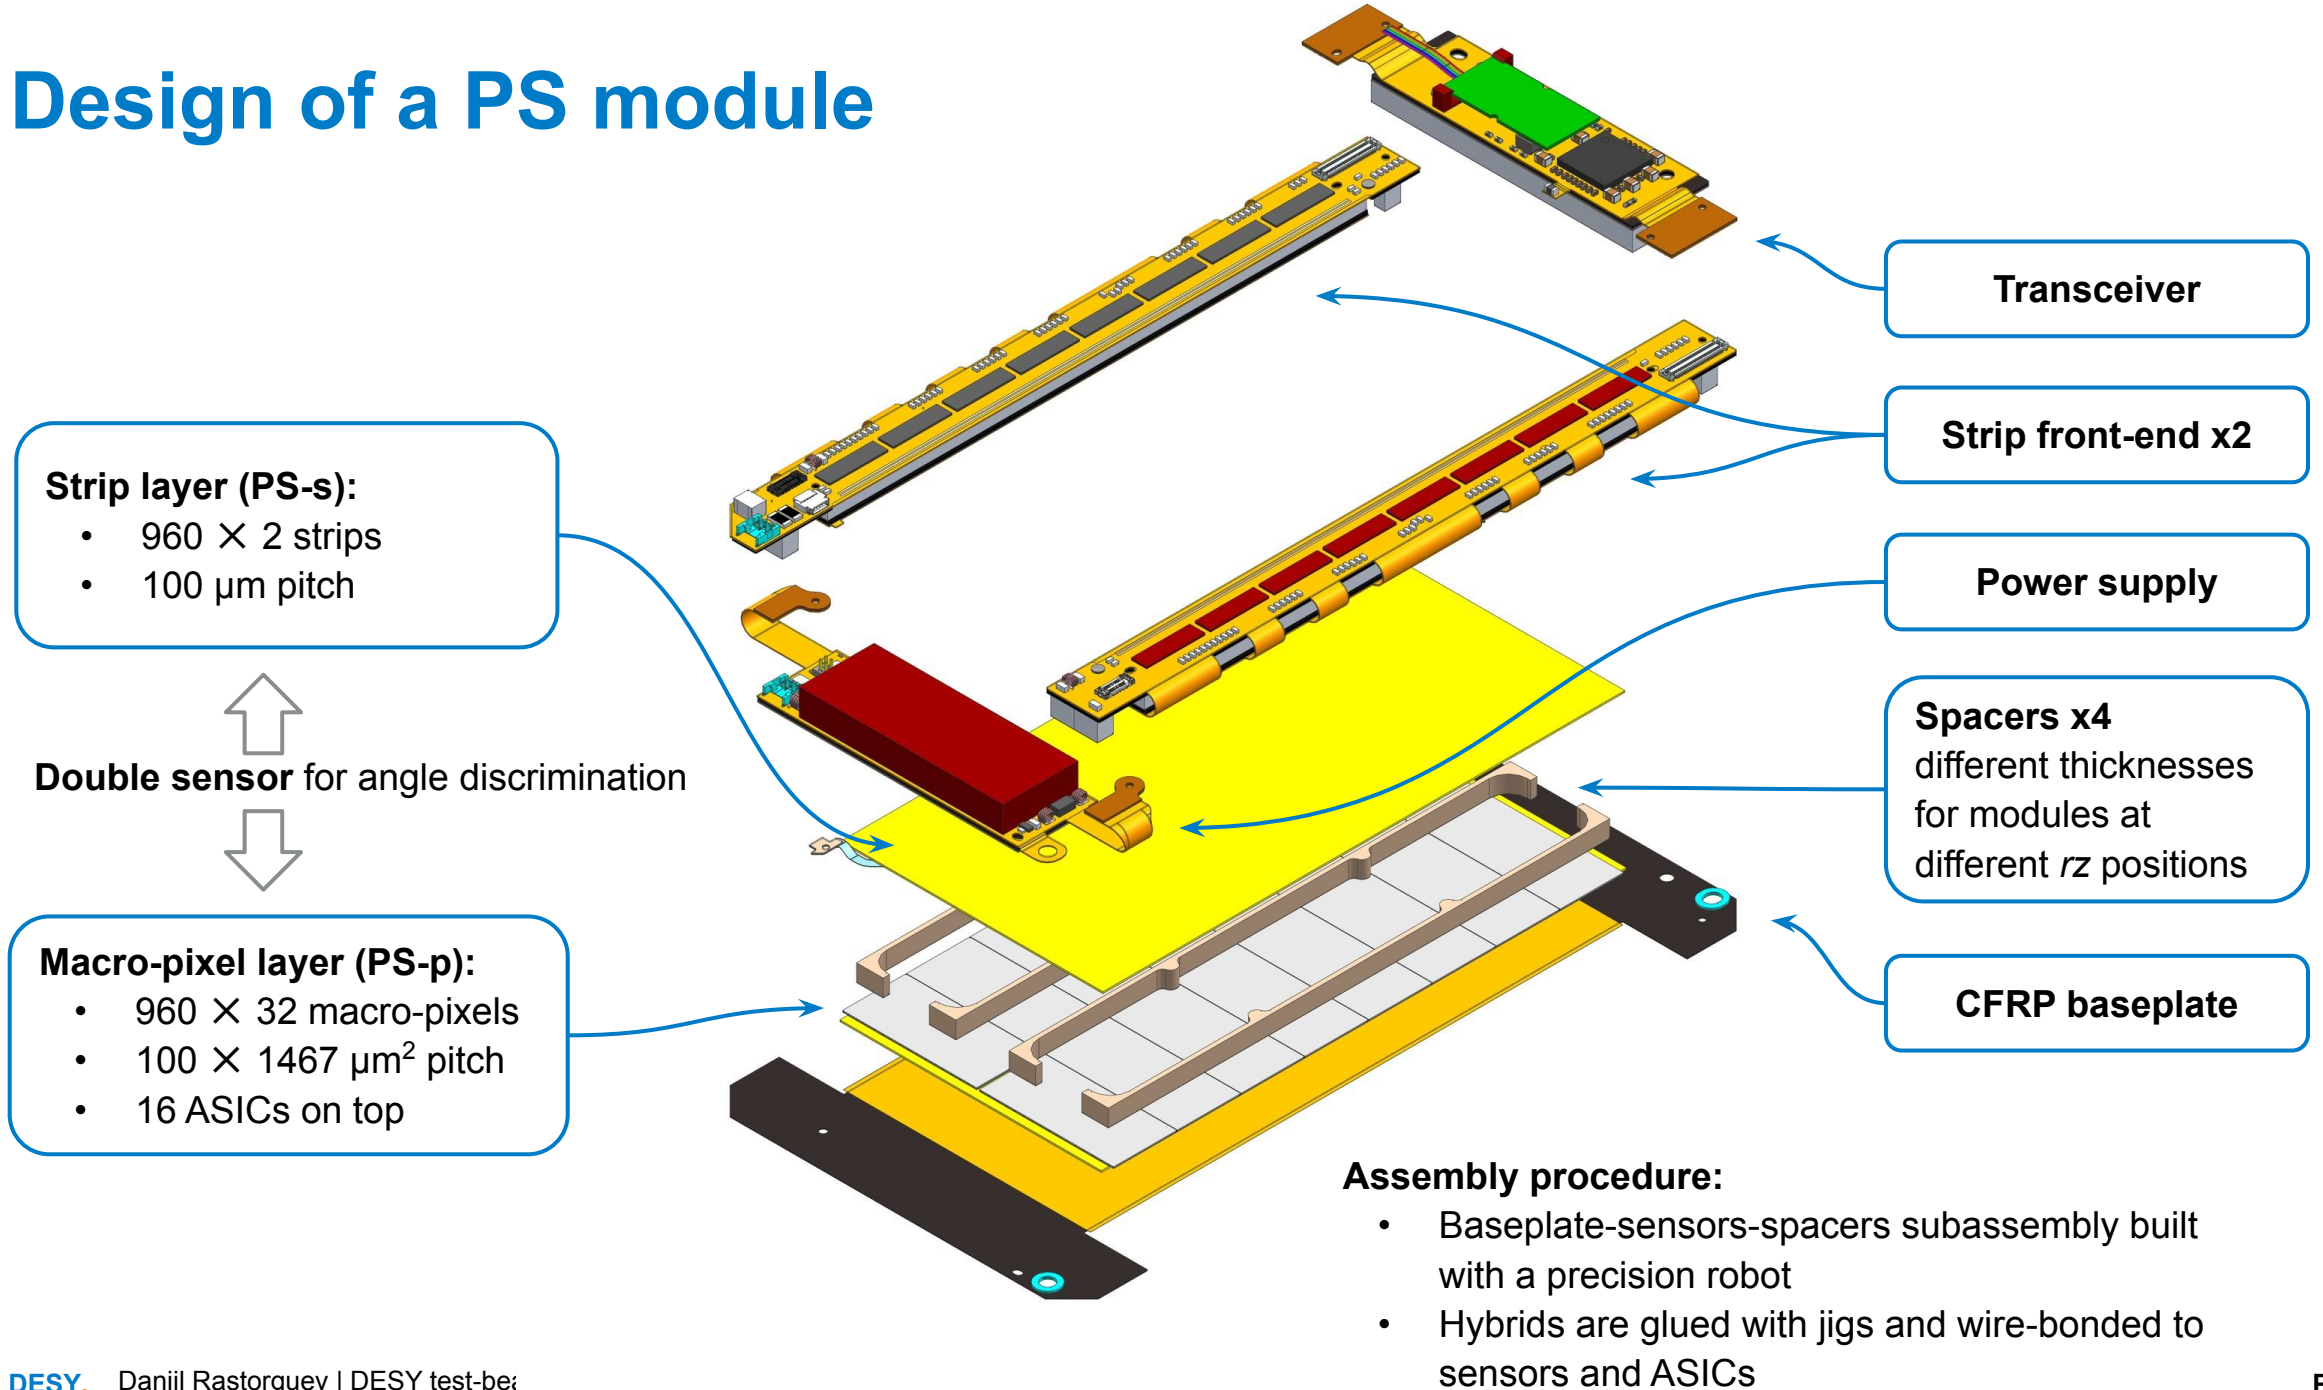 Design of a PS module
Transceiver
Strip front-end x2
Strip layer (PS-s):
• 960 × 2 strips
• 100 µm pitch
Power supply
Spacers x4
different thicknesses
for modules at
different rz positions
Double sensor for angle discrimination
Macro-pixel layer (PS-p):
• 960 × 32 macro-pixels
• 100 × 1467 µm² pitch
• 16 ASICs on top
CFRP baseplate
Assembly procedure:
• Baseplate-sensors-spacers subassembly built
with a precision robot
• Hybrids are glued with jigs and wire-bonded to
sensors and ASICs
DESY. Daniil Rastorguev | DESY test-bea